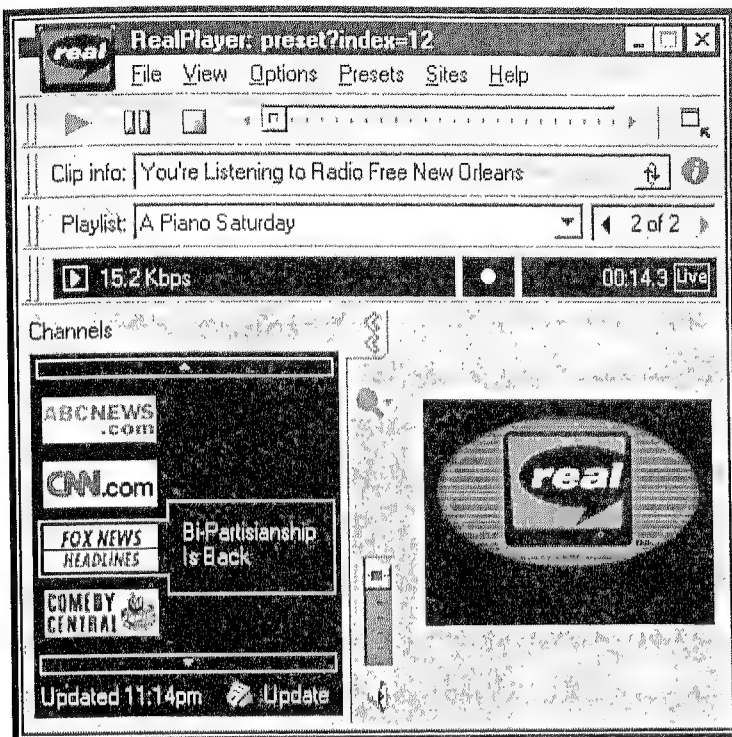 real
RealPlayer: preset?index=12
File View Options Presets Sites Help
Clip info: You're Listening to Radio Free New Orleans
Playlist: A Piano Saturday 2 of 2
15.2 Kbps 00:14.3 Live
Channels
ABCNEWS
.com
CNN.com
FOX NEWS
HEADLINES
Bi-Partisianship
Is Back
COMEDY
CENTRAL
Updated 11:14pm Update
real